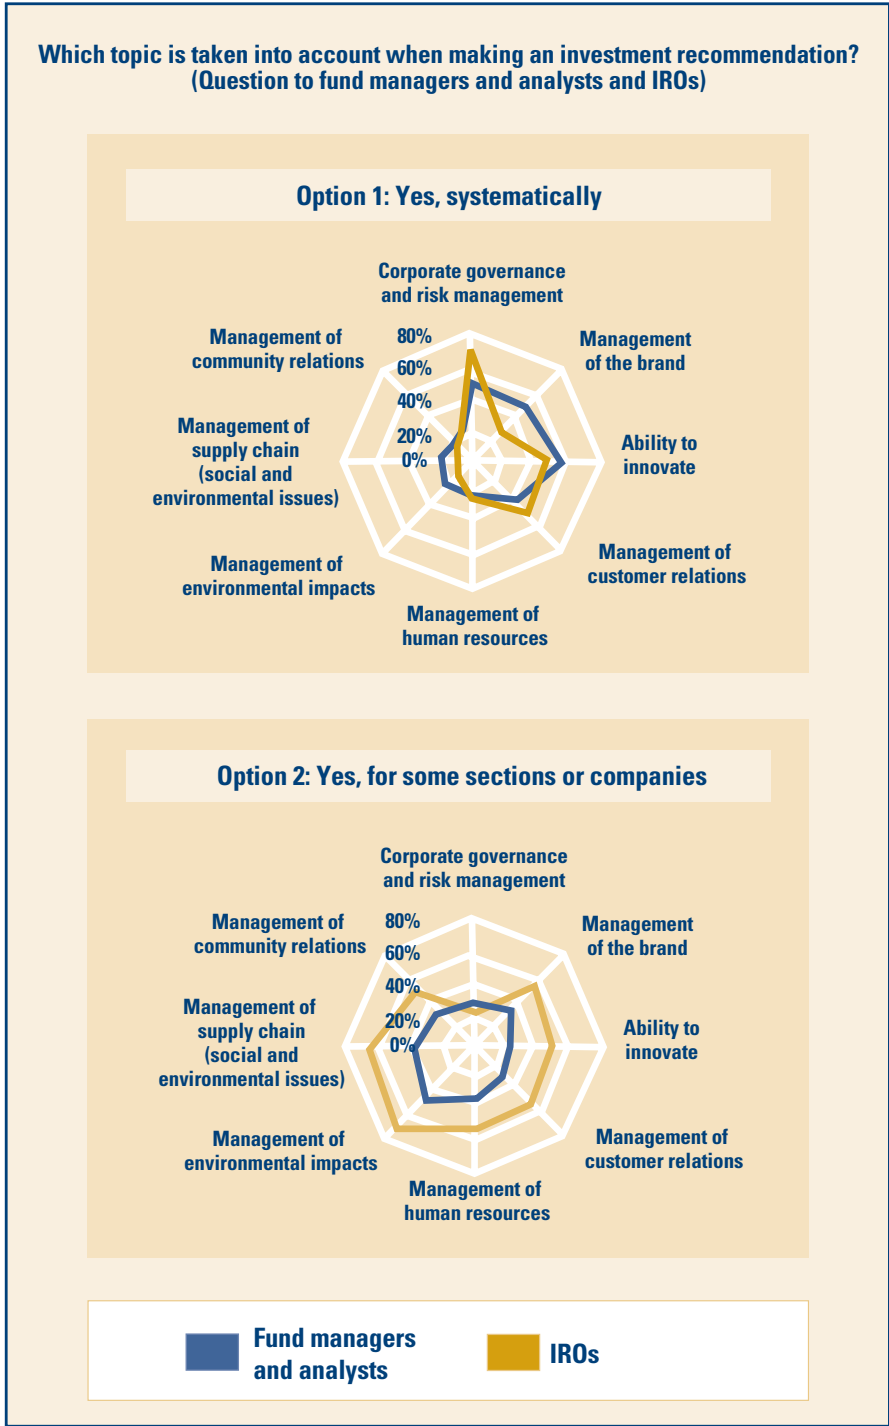 Which topic is taken into account when making an investment recommendation?
(Question to fund managers and analysts and IROs)
Option 1: Yes, systematically
Corporate governance
and risk management
Management
of the brand
Ability to
innovate
Management of
customer relations
Management of
human resources
Management of
environmental impacts
Management of
supply chain
(social and
environmental issues)
Management of
community relations
80%
60%
40%
20%
0%
Option 2: Yes, for some sections or companies
Corporate governance
and risk management
Management
of the brand
Ability to
innovate
Management of
customer relations
Management of
human resources
Management of
environmental impacts
Management of
supply chain
(social and
environmental issues)
Management of
community relations
80%
60%
40%
20%
0%
Fund managers
and analysts
IROs